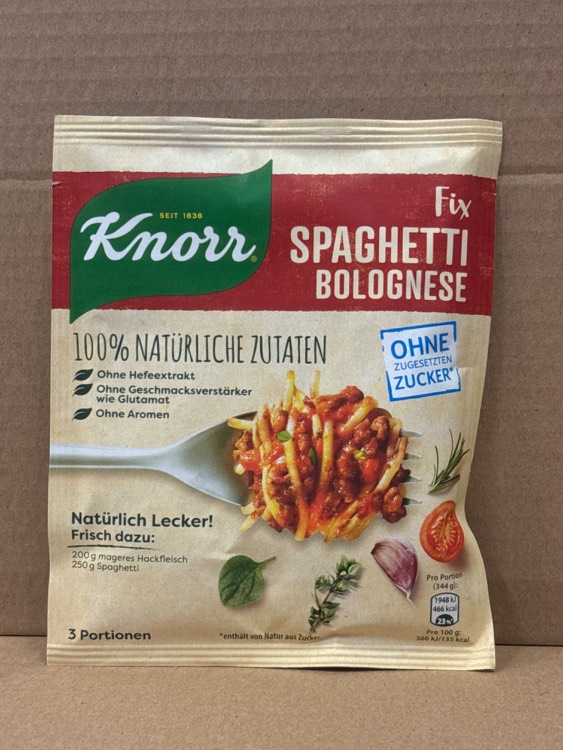 SEIT 1838
Knorr®
Fix
SPAGHETTI
BOLOGNESE
100% NATÜRLICHE ZUTATEN
Ohne Hefeextrakt
Ohne Geschmacksverstärker
wie Glutamat
Ohne Aromen
OHNE
ZUGESETZTEN
ZUCKER*
Natürlich Lecker!
Frisch dazu:
200g mageres Hackfleisch
250g Spaghetti
3 Portionen
*enthält von Natur aus Zucker
Pro Portion
(344 g):
1948 kJ
466 kcal
23%
Pro 100 g:
566 kJ/135 kcal